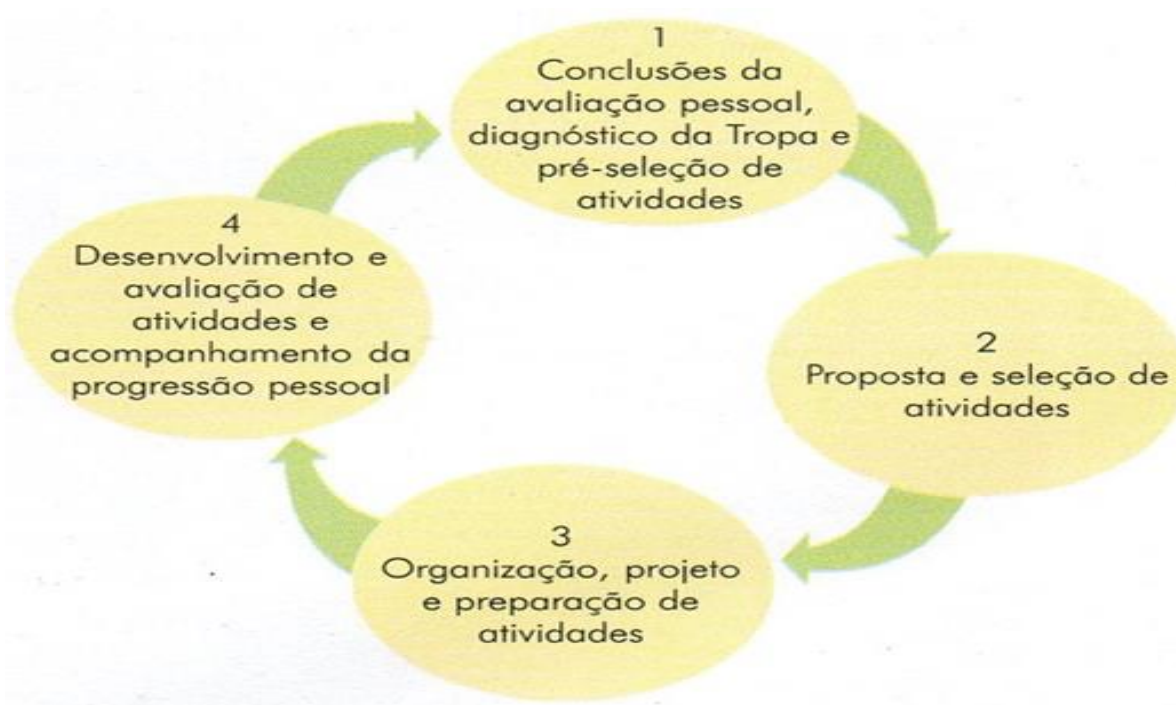 1
Conclusões da
avaliação pessoal,
diagnóstico da Tropa e
pré-seleção de
atividades
2
Proposta e seleção de
atividades
3
Organização, projeto
e preparação de
atividades
4
Desenvolvimento e
avaliação de
atividades e
acompanhamento da
progressão pessoal